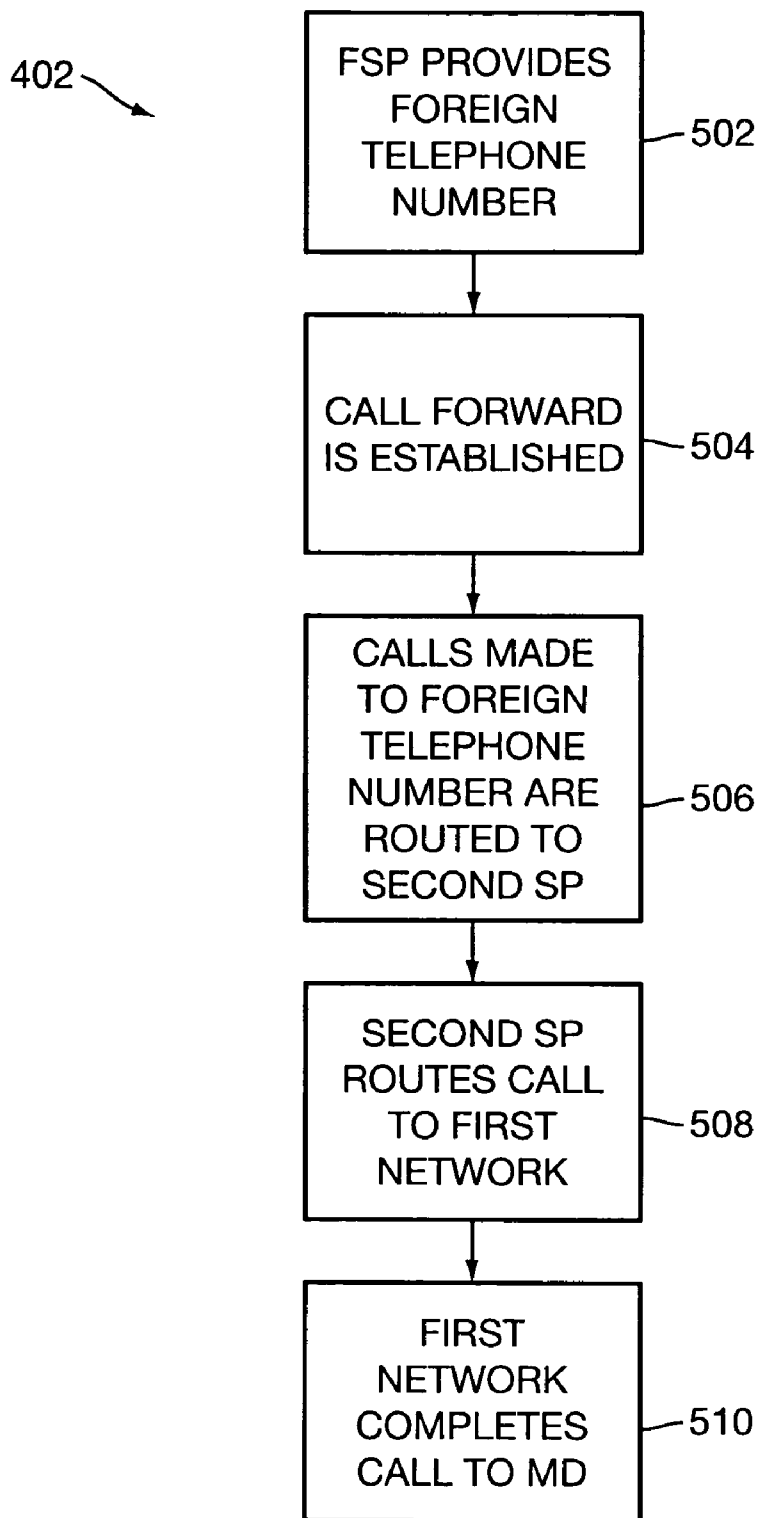 402
FSP PROVIDES
FOREIGN
TELEPHONE
NUMBER
502
CALL FORWARD
IS ESTABLISHED
504
CALLS MADE
TO FOREIGN
TELEPHONE
NUMBER ARE
ROUTED TO
SECOND SP
506
SECOND SP
ROUTES CALL
TO FIRST
NETWORK
508
FIRST
NETWORK
COMPLETES
CALL TO MD
510